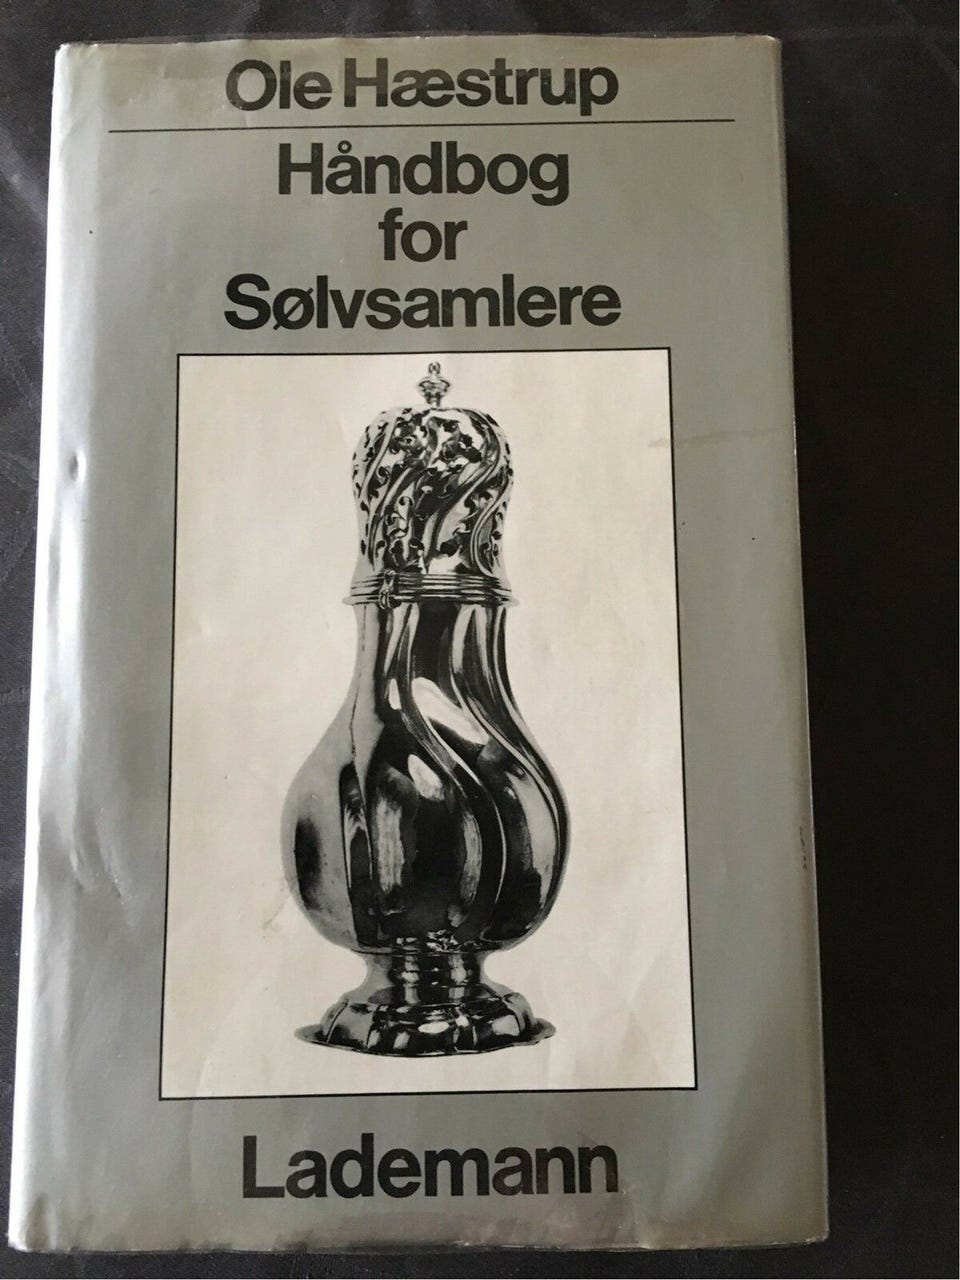 Ole Hæstrup
Håndbog
for
Sølvsamlere
Lademann